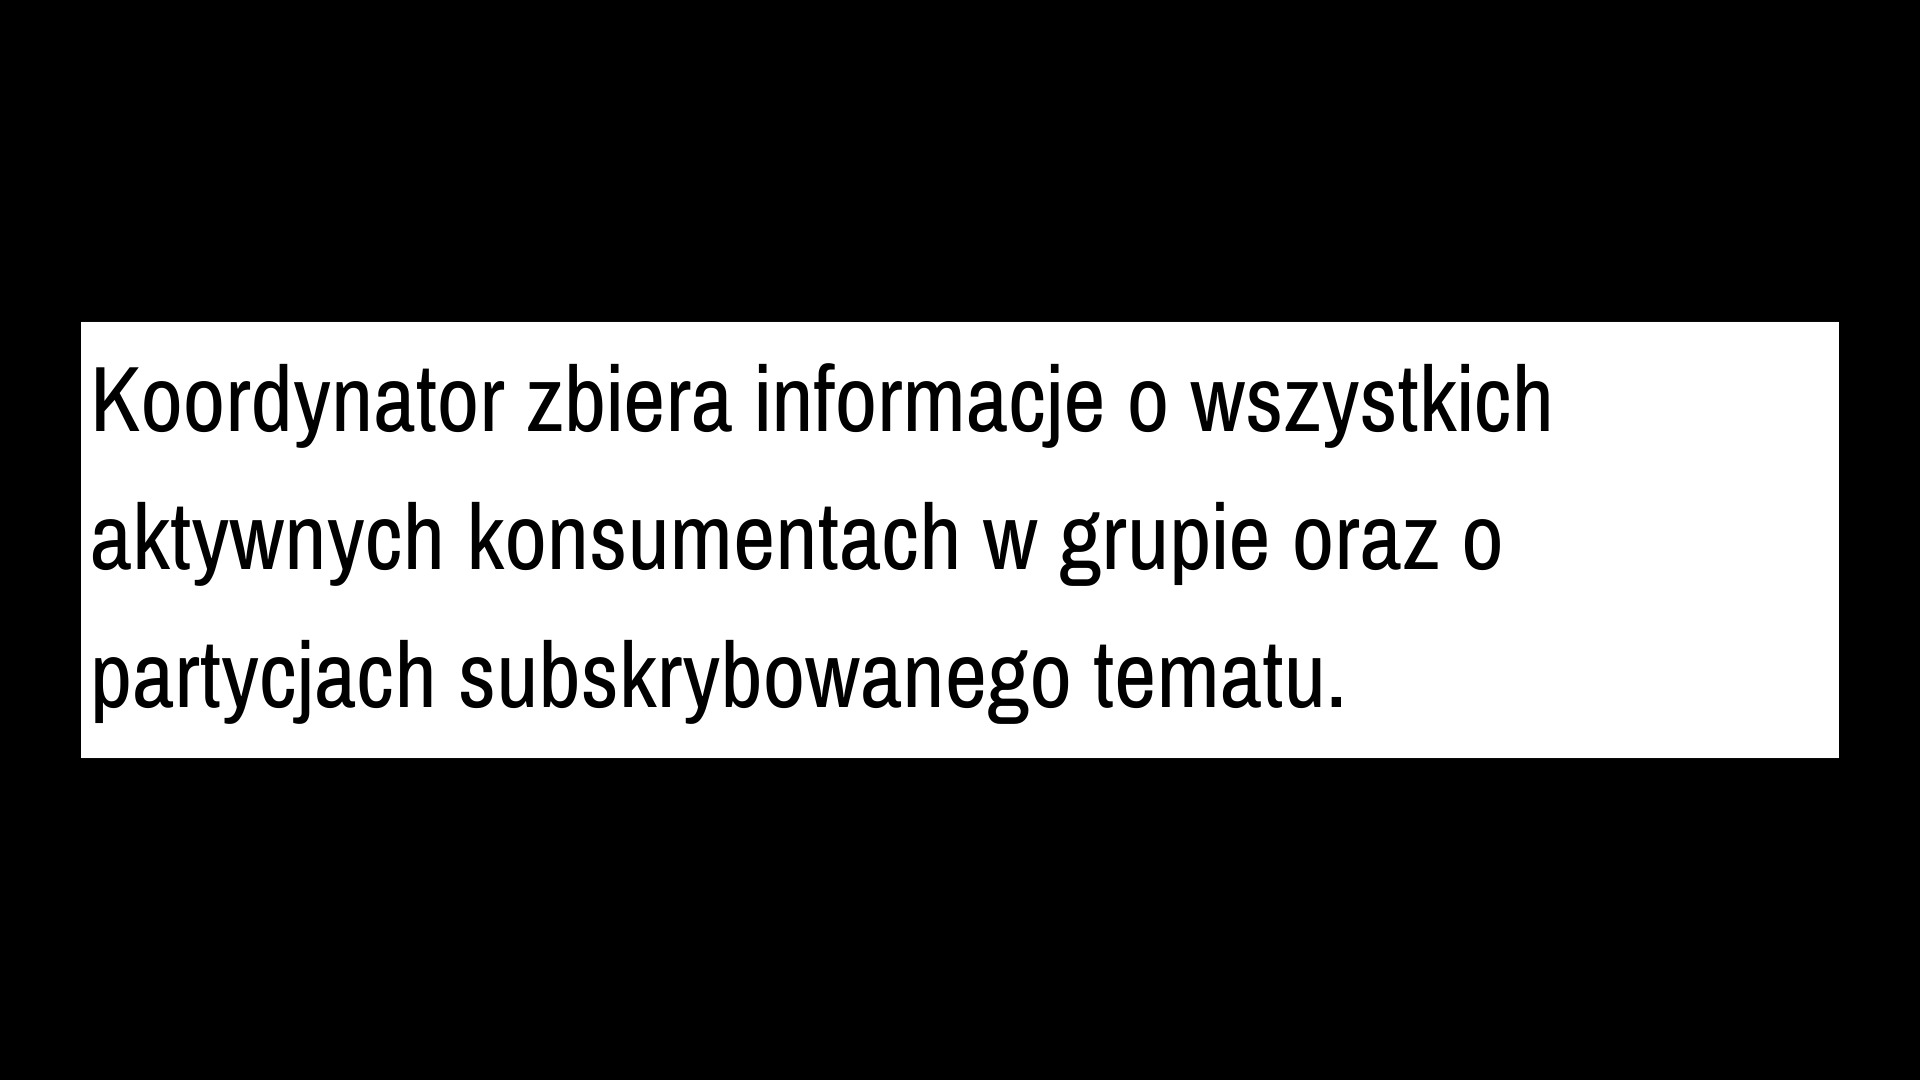 Koordynator zbiera informacje o wszystkich
aktywnych konsumentach w grupie oraz o
partycjach subskrybowanego tematu.